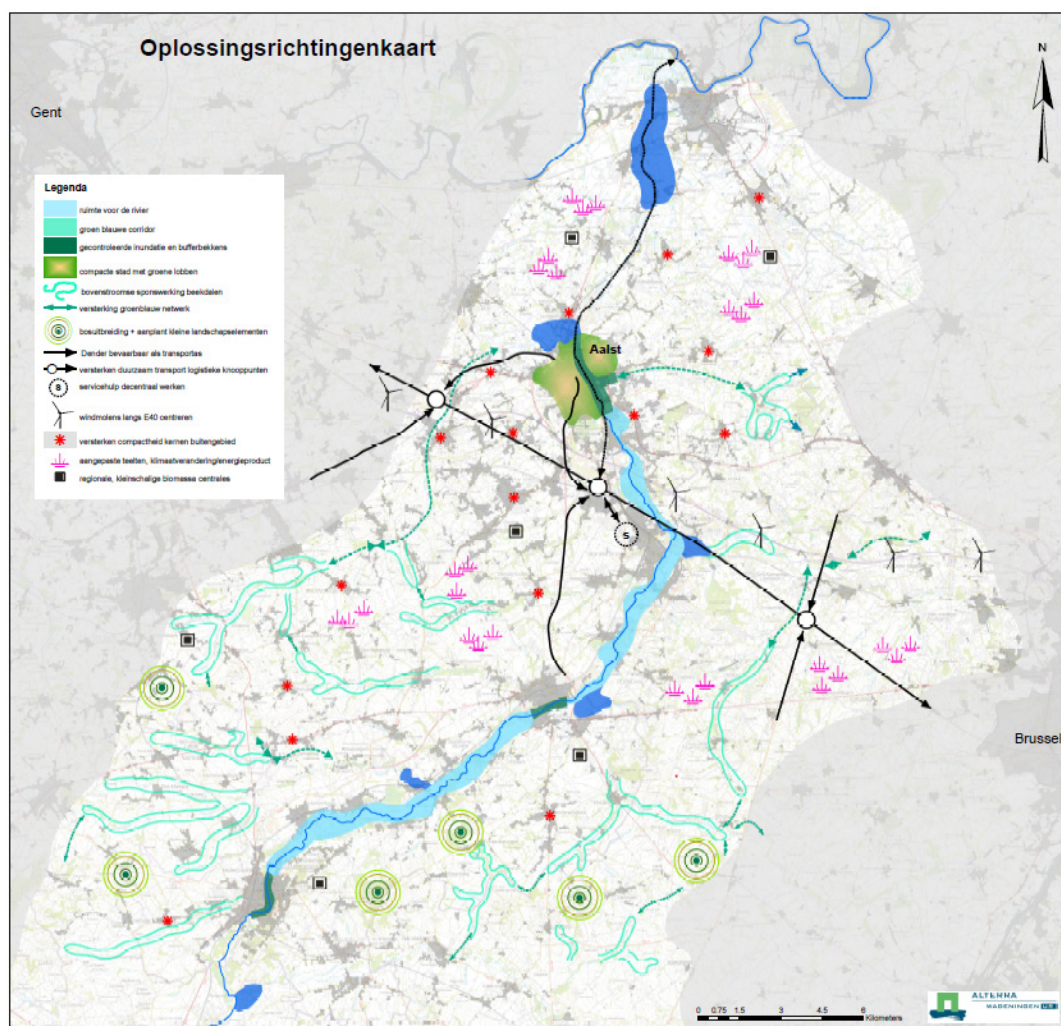 Oplossingsrichtingenkaart
N
Gent
Legenda
ruimte voor de rivier
groen blauwe corridor
gecontroleerde inundatie en bufferbekkens
compacte stad met groene lobben
bovenstroomse sponswerking beekdalen
versterking groenblauwe netwerk
bosuitbreiding + aanplant kleine landschapselementen
Dender bevaarbaar als transportas
versterken duurzaam transport logistieke knooppunten
S
servicehulp decentraal werken
windmolens langs E40 centreren
versterken compactheid kernen buitengebied
aangepaste teelten, klimaatverandering/energieproduct
regionale, kleinschalige biomassa centrales
Aalst
S
Brussel
0 0.75 1.5 3 4.5 6
Kilometers
ALTERRA
WAGENINGEN UR